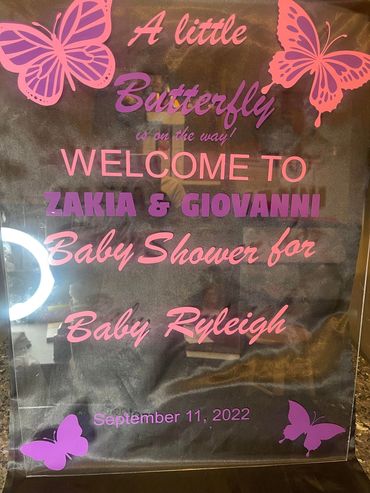 A little
Butterfly
is on the way!
WELCOME TO
ZAKIA & GIOVANNI
Baby Shower for
Baby Ryleigh
September 11, 2022